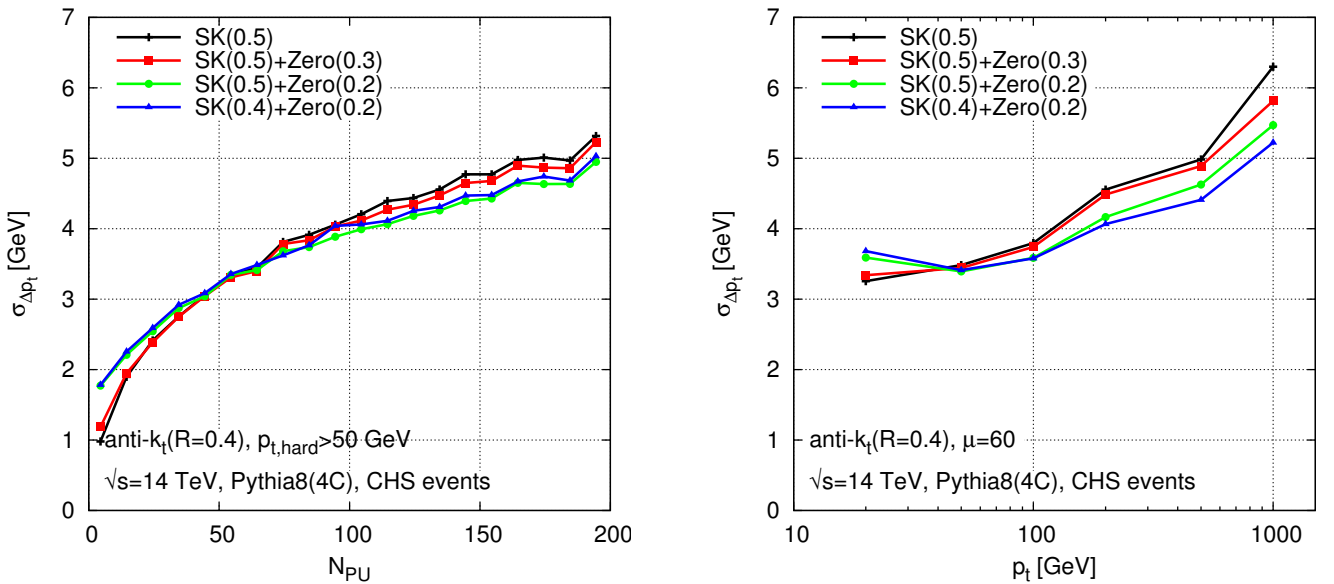 7
6
5
4
3
2
1
0
σΔpt [GeV]
SK(0.5)
SK(0.5)+Zero(0.3)
SK(0.5)+Zero(0.2)
SK(0.4)+Zero(0.2)
anti-kt(R=0.4), pt,hard>50 GeV
√s=14 TeV, Pythia8(4C), CHS events
0 50 100 150 200
NPU
7
6
5
4
3
2
1
0
σΔpt [GeV]
SK(0.5)
SK(0.5)+Zero(0.3)
SK(0.5)+Zero(0.2)
SK(0.4)+Zero(0.2)
anti-kt(R=0.4), μ=60
√s=14 TeV, Pythia8(4C), CHS events
10 100 1000
pt [GeV]